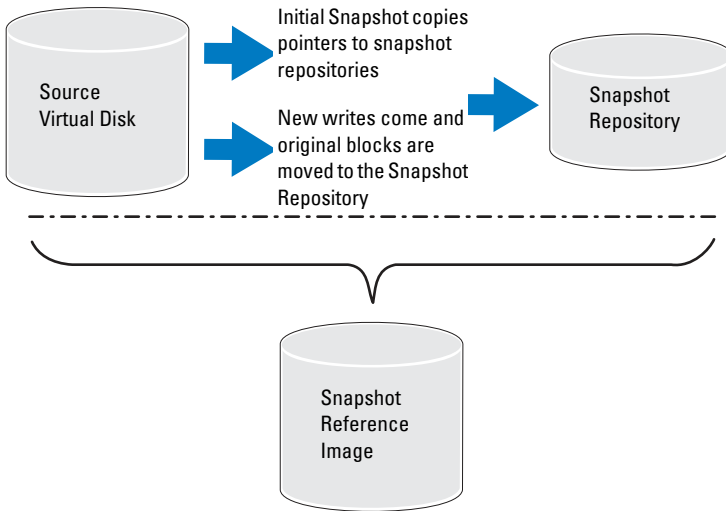 Source
Virtual Disk
Initial Snapshot copies
pointers to snapshot
repositories
New writes come and
original blocks are
moved to the Snapshot
Repository
Snapshot
Repository
Snapshot
Reference
Image